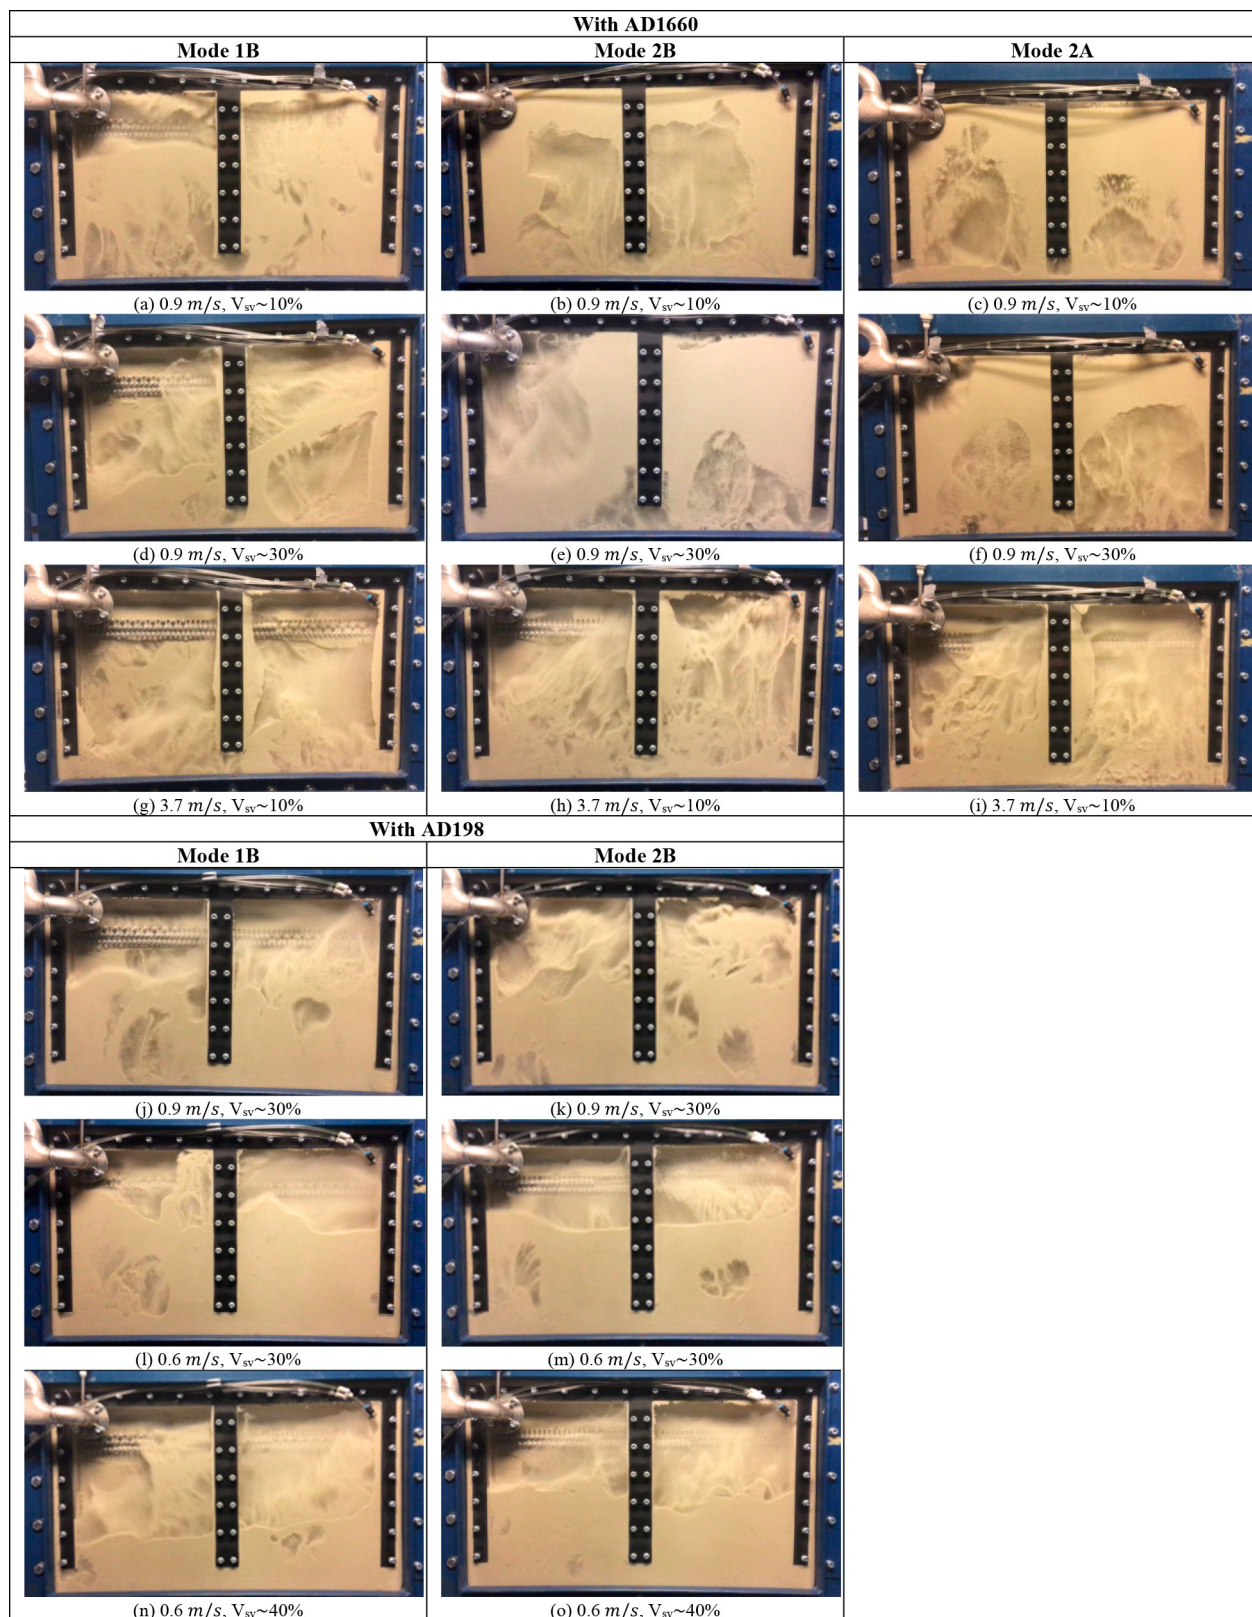 With AD1660
Mode 1B Mode 2B Mode 2A
(a) 0.9 m/s, Vsv~10% (b) 0.9 m/s, Vsv~10% (c) 0.9 m/s, Vsv~10%
(d) 0.9 m/s, Vsv~30% (e) 0.9 m/s, Vsv~30% (f) 0.9 m/s, Vsv~30%
(g) 3.7 m/s, Vsv~10% (h) 3.7 m/s, Vsv~10% (i) 3.7 m/s, Vsv~10%
With AD198
Mode 1B Mode 2B
(j) 0.9 m/s, Vsv~30% (k) 0.9 m/s, Vsv~30%
(l) 0.6 m/s, Vsv~30% (m) 0.6 m/s, Vsv~30%
(n) 0.6 m/s, Vsv~40% (o) 0.6 m/s, Vsv~40%